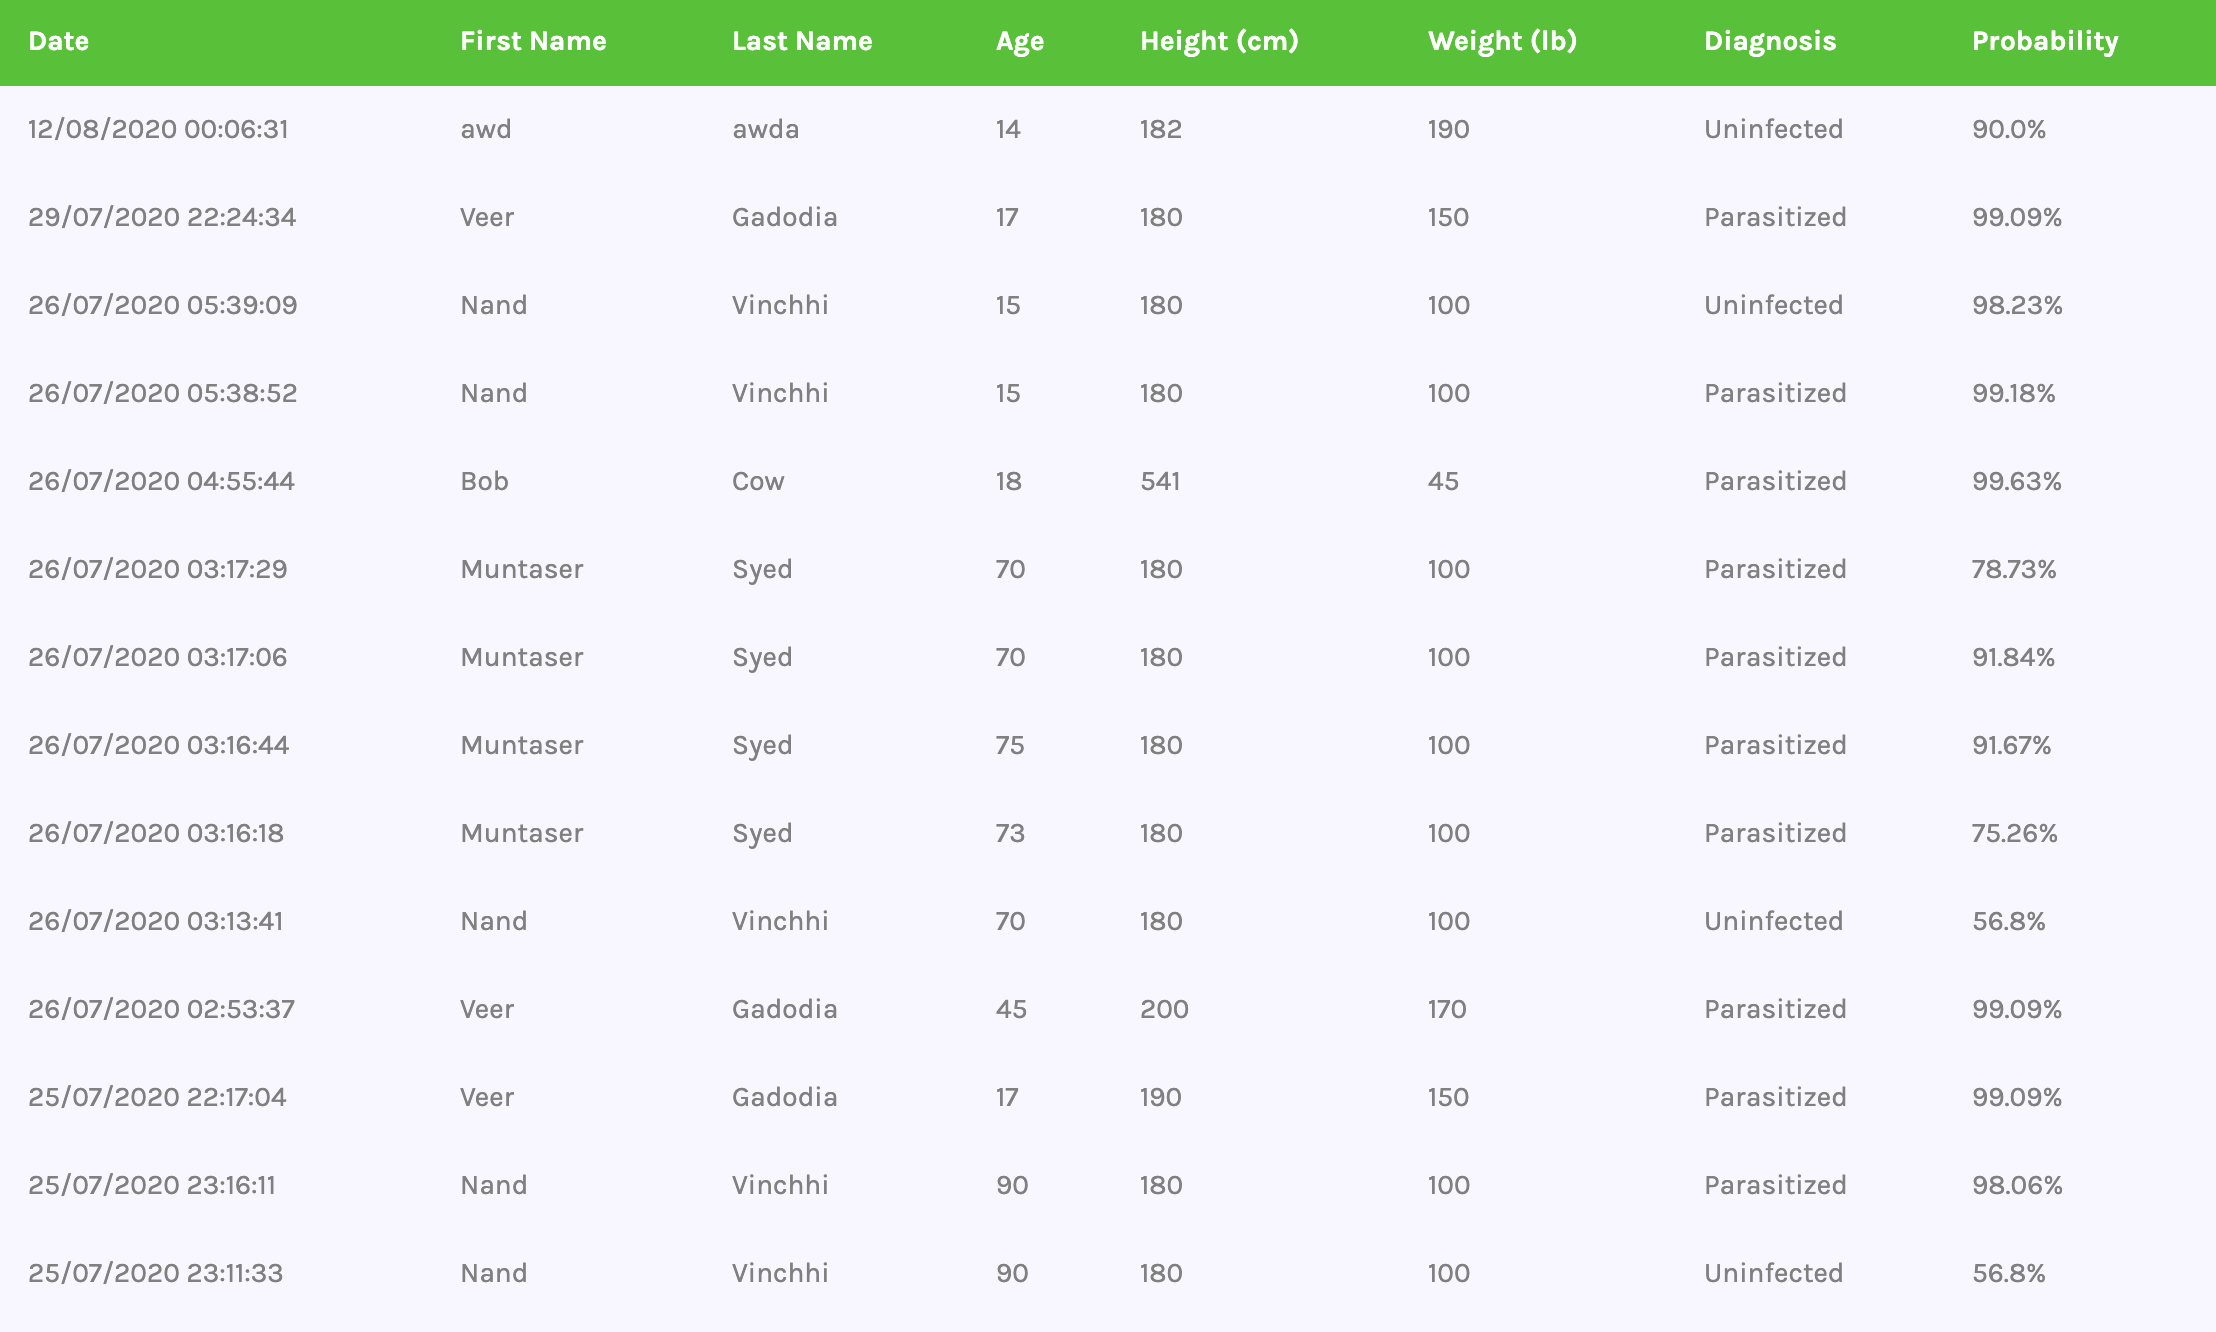 Date First Name Last Name Age Height (cm) Weight (lb) Diagnosis Probability
12/08/2020 00:06:31 awd awda 14 182 190 Uninfected 90.0%
29/07/2020 22:24:34 Veer Gadodia 17 180 150 Parasitized 99.09%
26/07/2020 05:39:09 Nand Vinchhi 15 180 100 Uninfected 98.23%
26/07/2020 05:38:52 Nand Vinchhi 15 180 100 Parasitized 99.18%
26/07/2020 04:55:44 Bob Cow 18 541 45 Parasitized 99.63%
26/07/2020 03:17:29 Muntaser Syed 70 180 100 Parasitized 78.73%
26/07/2020 03:17:06 Muntaser Syed 70 180 100 Parasitized 91.84%
26/07/2020 03:16:44 Muntaser Syed 75 180 100 Parasitized 91.67%
26/07/2020 03:16:18 Muntaser Syed 73 180 100 Parasitized 75.26%
26/07/2020 03:13:41 Nand Vinchhi 70 180 100 Uninfected 56.8%
26/07/2020 02:53:37 Veer Gadodia 45 200 170 Parasitized 99.09%
25/07/2020 22:17:04 Veer Gadodia 17 190 150 Parasitized 99.09%
25/07/2020 23:16:11 Nand Vinchhi 90 180 100 Parasitized 98.06%
25/07/2020 23:11:33 Nand Vinchhi 90 180 100 Uninfected 56.8%